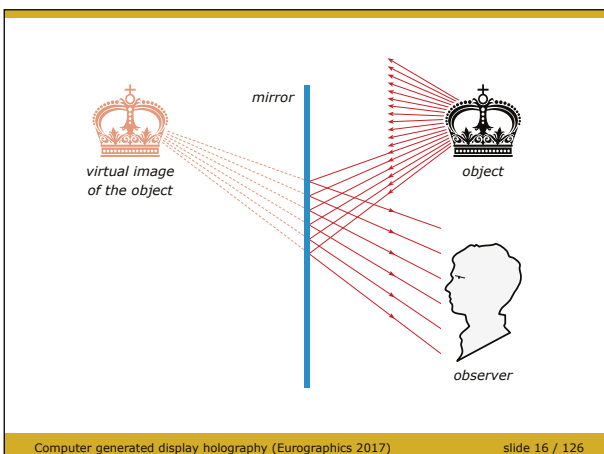 mirror
virtual image
of the object
object
observer
Computer generated display holography (Eurographics 2017) slide 16 / 126